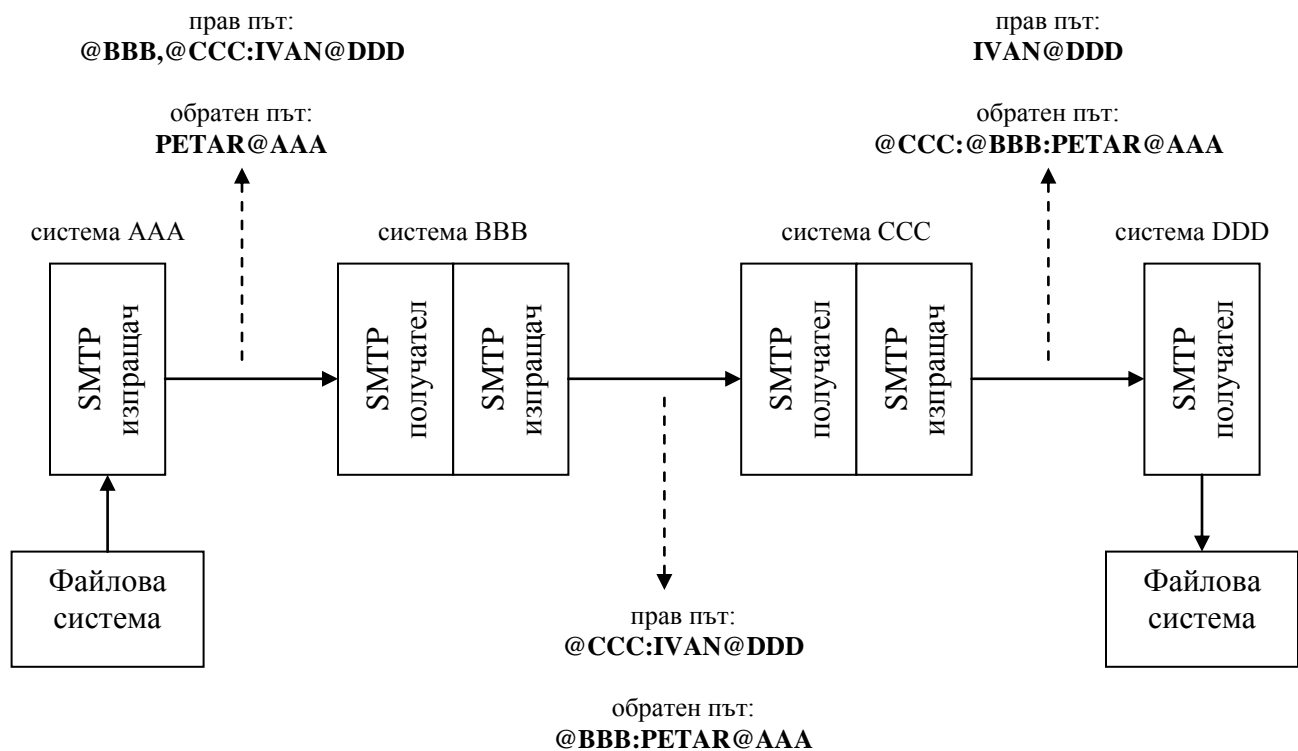 прав път:
@BBB,@CCC:IVAN@DDD
обратен път:
PETAR@AAA
прав път:
IVAN@DDD
обратен път:
@CCC:@BBB:PETAR@AAA
система AAA
система BBB
система CCC
система DDD
SMTP
изпращач
SMTP
получател
SMTP
изпращач
SMTP
получател
SMTP
изпращач
SMTP
получател
Файлова
система
Файлова
система
прав път:
@CCC:IVAN@DDD
обратен път:
@BBB:PETAR@AAA